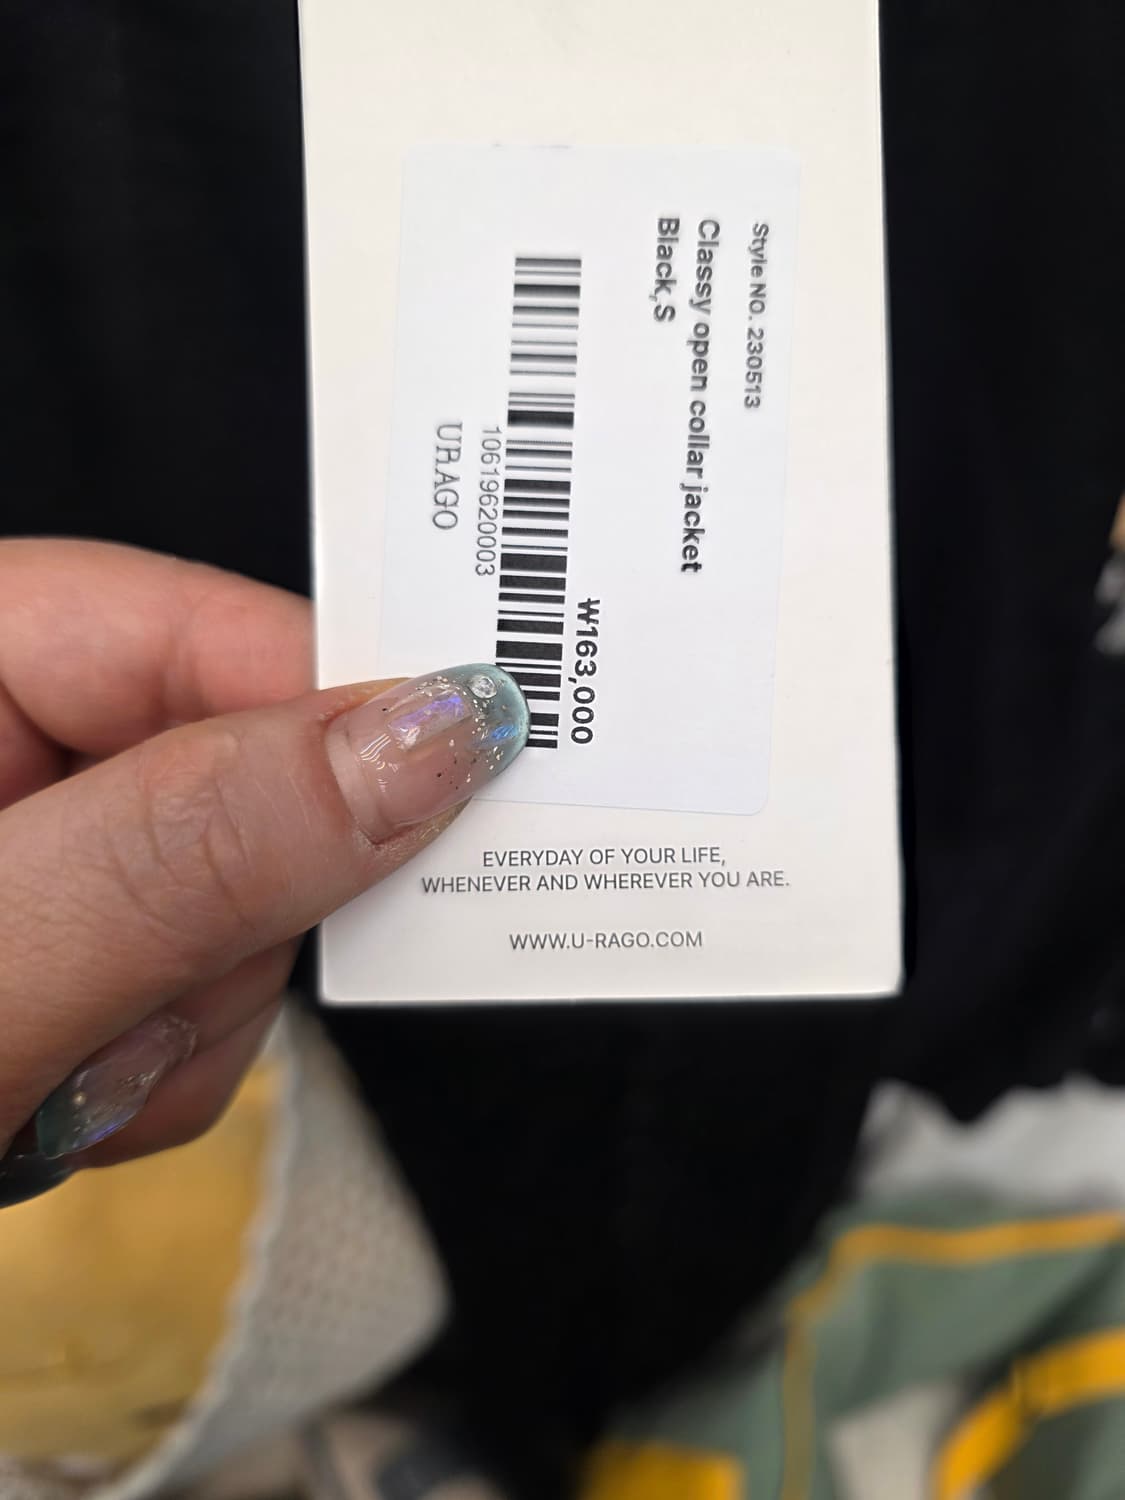 Style NO. 230513
Classy open collar jacket
Black,S
₩163,000
10619620003
URAGO
EVERYDAY OF YOUR LIFE,
WHENEVER AND WHEREVER YOU ARE.
WWW.U-RAGO.COM